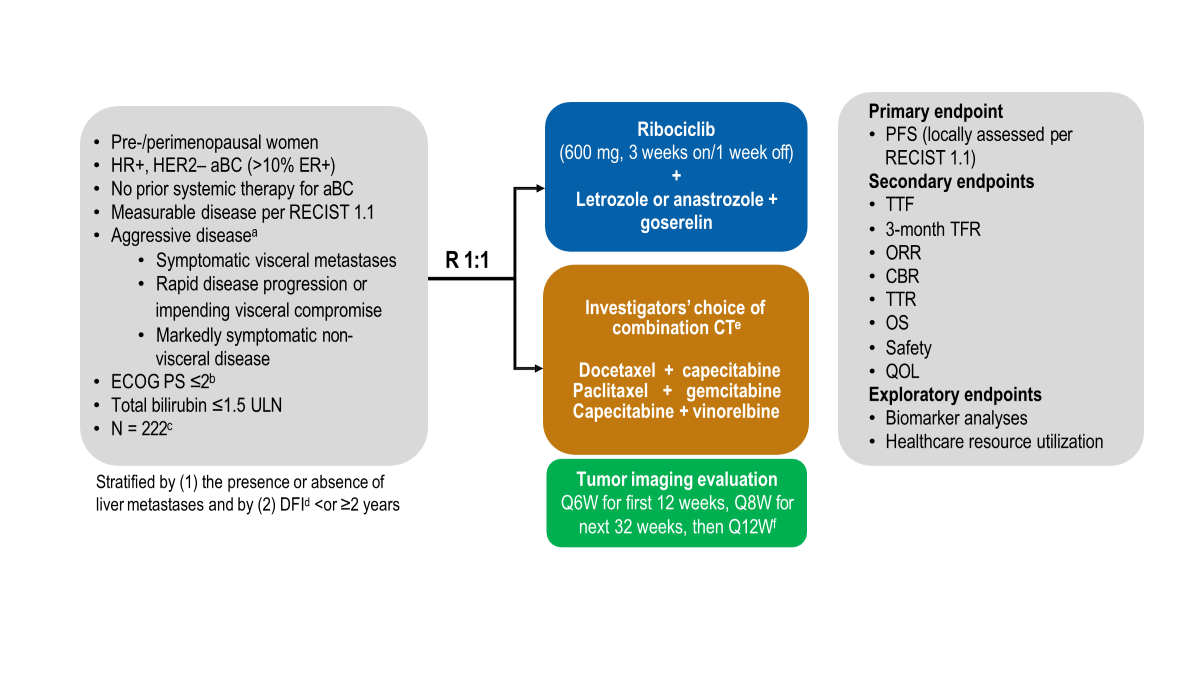 • Pre-/perimenopausal women
• HR+, HER2– aBC (>10% ER+)
• No prior systemic therapy for aBC
• Measurable disease per RECIST 1.1
• Aggressive diseaseᵃ
• Symptomatic visceral metastases
• Rapid disease progression or
impending visceral compromise
• Markedly symptomatic non-
visceral disease
• ECOG PS ≤2ᵇ
• Total bilirubin ≤1.5 ULN
• N = 222ᶜ
Stratified by (1) the presence or absence of
liver metastases and by (2) DFIᵈ <or ≥2 years
R 1:1
Ribociclib
(600 mg, 3 weeks on/1 week off)
+
Letrozole or anastrozole +
goserelin
Investigators’ choice of
combination CTᵉ
Docetaxel + capecitabine
Paclitaxel + gemcitabine
Capecitabine + vinorelbine
Tumor imaging evaluation
Q6W for first 12 weeks, Q8W for
next 32 weeks, then Q12Wᶠ
Primary endpoint
• PFS (locally assessed per
RECIST 1.1)
Secondary endpoints
• TTF
• 3-month TFR
• ORR
• CBR
• TTR
• OS
• Safety
• QOL
Exploratory endpoints
• Biomarker analyses
• Healthcare resource utilization